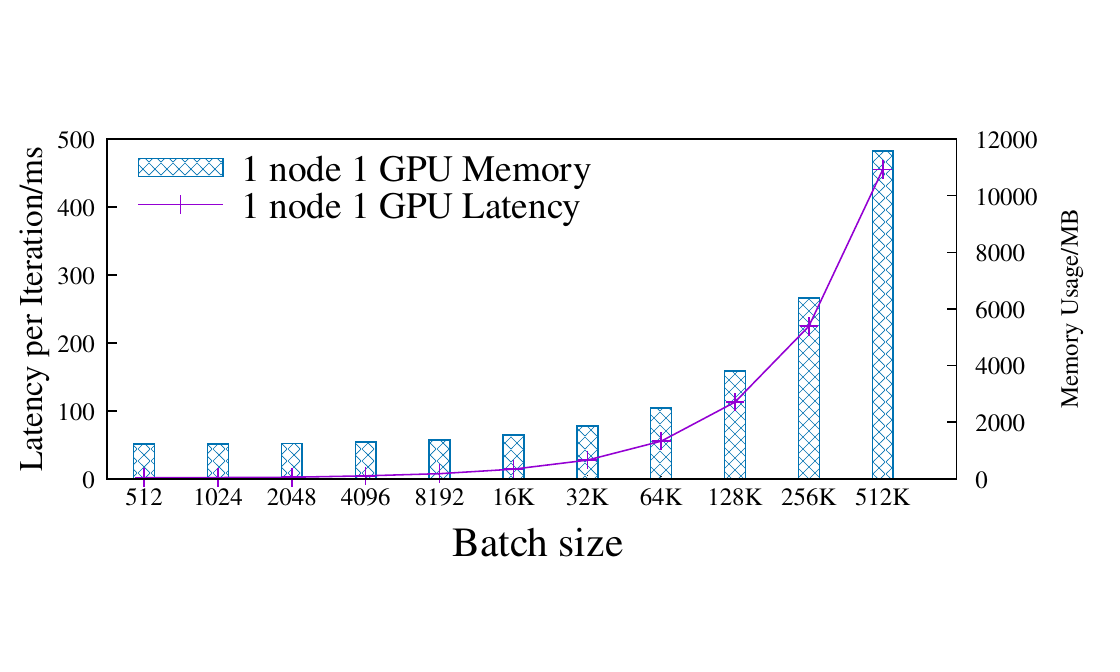 1 node 1 GPU Memory
1 node 1 GPU Latency
Latency per Iteration/ms
500
400
300
200
100
0
12000
10000
8000
6000
4000
2000
0
Memory Usage/MB
512 1024 2048 4096 8192 16K 32K 64K 128K 256K 512K
Batch size